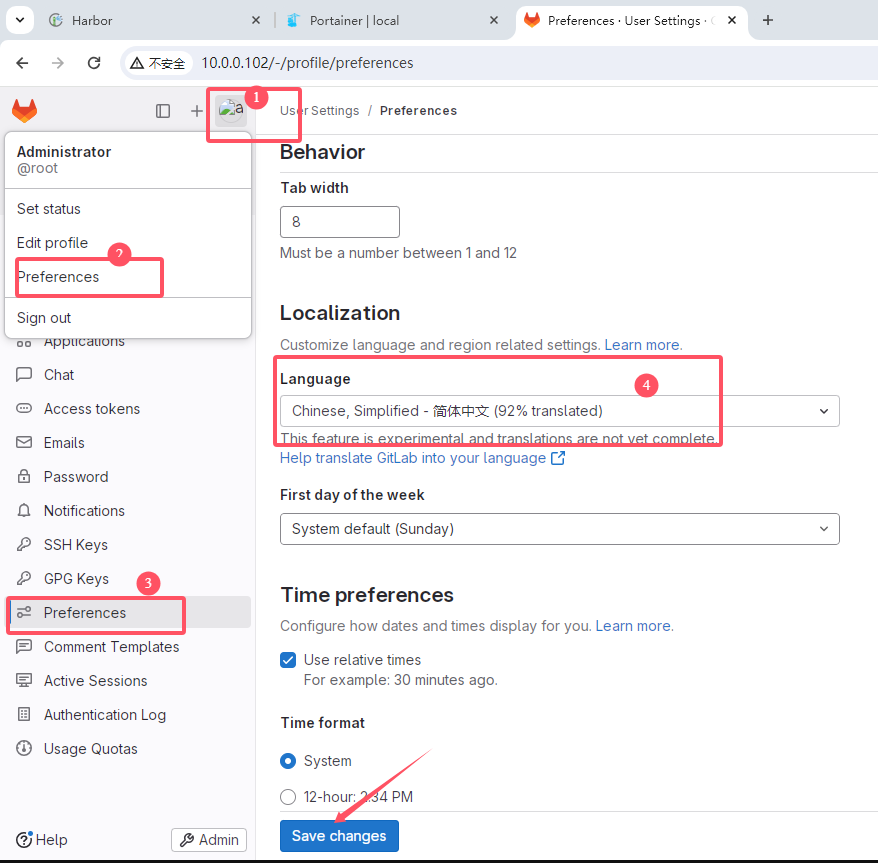 Harbor
Portainer | local
Preferences · User Settings ·
不安全
10.0.0.102/-/profile/preferences
1
User Settings / Preferences
Administrator
@root
Set status
Edit profile
2
Preferences
Sign out
Applications
Chat
Access tokens
Emails
Password
Notifications
SSH Keys
GPG Keys
3
Preferences
Comment Templates
Active Sessions
Authentication Log
Usage Quotas
Help
Admin
Behavior
Tab width
8
Must be a number between 1 and 12
Localization
Customize language and region related settings. Learn more.
Language
4
Chinese, Simplified - 简体中文 (92% translated)
This feature is experimental and translations are not yet complete.
Help translate GitLab into your language
First day of the week
System default (Sunday)
Time preferences
Configure how dates and times display for you. Learn more.
Use relative times
For example: 30 minutes ago.
Time format
System
12-hour: 2:34 PM
Save changes